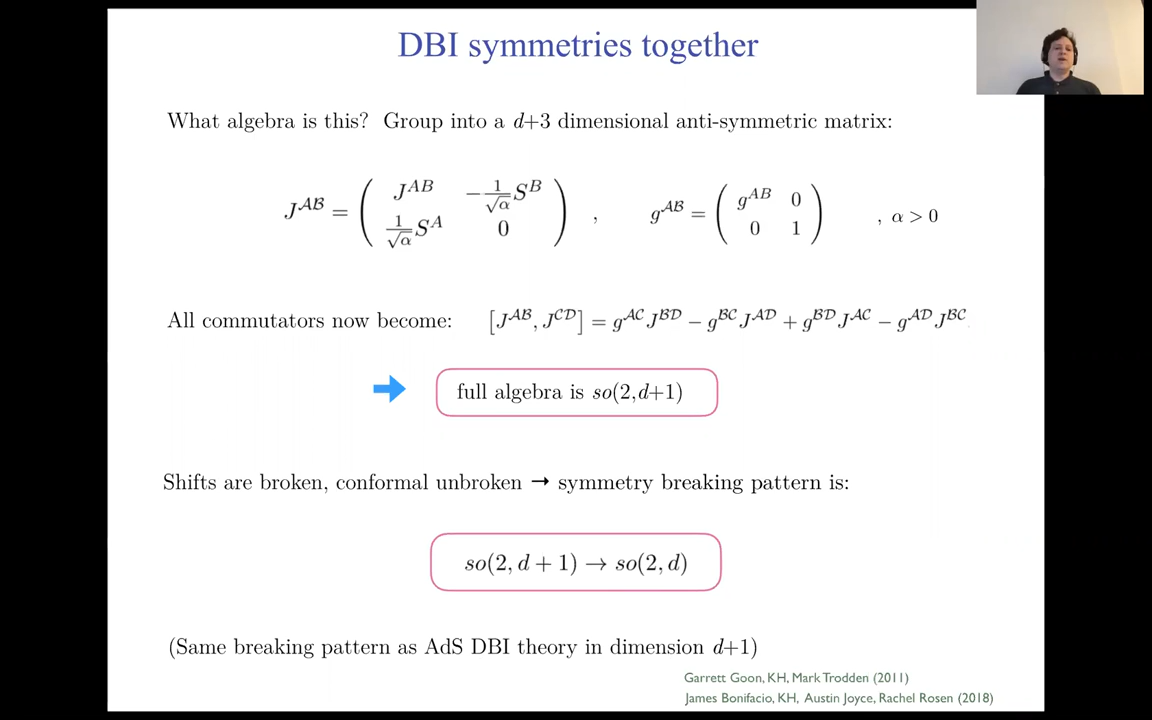 DBI symmetries together
What algebra is this? Group into a d+3 dimensional anti-symmetric matrix:
J^{𝒜ℬ} = ( J^{AB} −1/√α S^B ; 1/√α S^A 0 ) , g^{𝒜ℬ} = ( g^{AB} 0 ; 0 1 ) , α > 0
All commutators now become: [J^{𝒜ℬ}, J^{𝒞𝒟}] = g^{𝒜𝒞}J^{ℬ𝒟} − g^{ℬ𝒞}J^{𝒜𝒟} + g^{ℬ𝒟}J^{𝒜𝒞} − g^{𝒜𝒟}J^{ℬ𝒞}
full algebra is so(2,d+1)
Shifts are broken, conformal unbroken → symmetry breaking pattern is:
so(2, d + 1) → so(2, d)
(Same breaking pattern as AdS DBI theory in dimension d+1)
Garrett Goon, KH, Mark Trodden (2011)
James Bonifacio, KH, Austin Joyce, Rachel Rosen (2018)